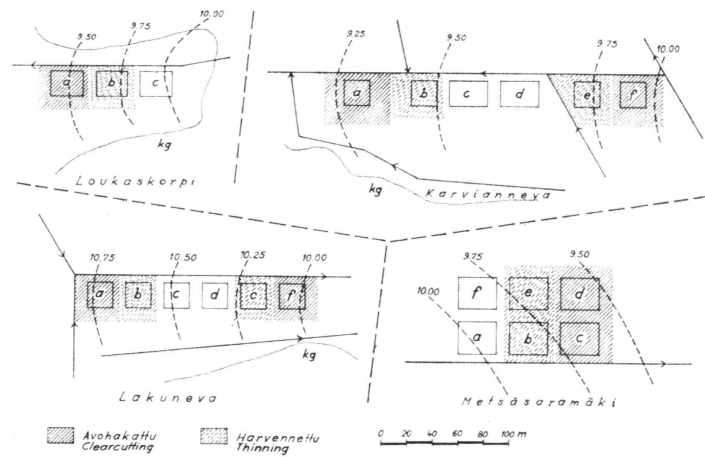 9.50 9.75 10.00
a b c
kg
Loukaskorpi
9.25 9.50 9.75 10.00
a b c d e f
kg
Karvianneva
10.75 10.50 10.25 10.00
a b c d c f
kg
Lakuneva
9.75 9.50
10.00
f e d
a b c
Metsäsaramäki
Avohakattu
Clearcutting
Harvennettu
Thinning
0 20 40 60 80 100 m